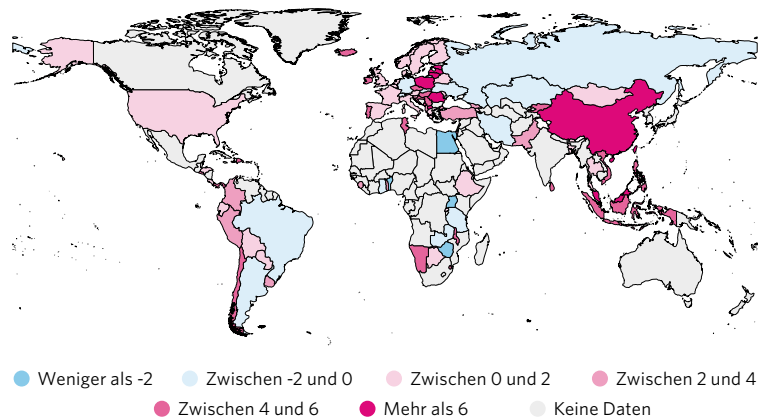 Weniger als -2 Zwischen -2 und 0 Zwischen 0 und 2 Zwischen 2 und 4
Zwischen 4 und 6 Mehr als 6 Keine Daten